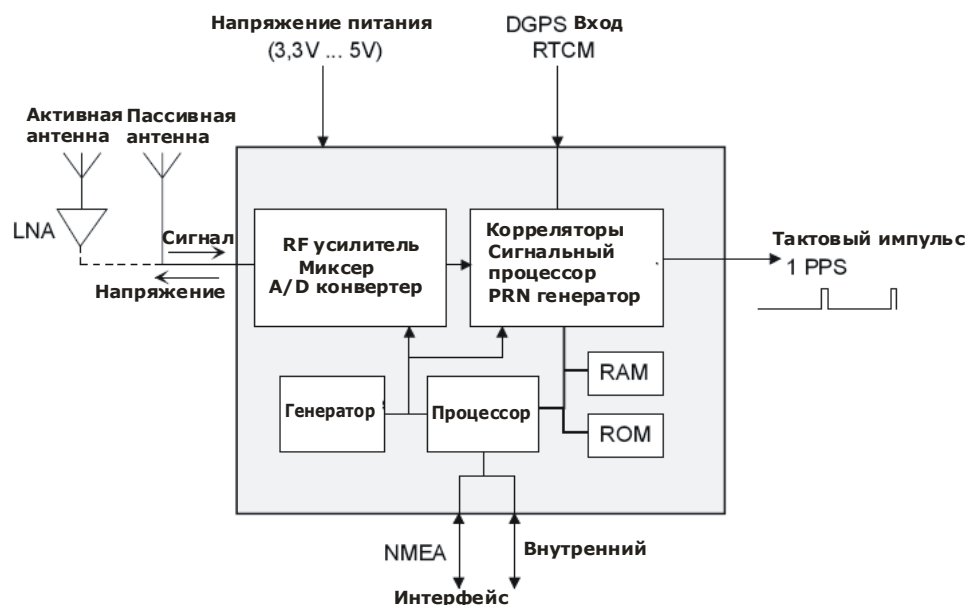 Напряжение питания
(3,3V ... 5V)
DGPS Вход
RTCM
Активная Пассивная
антенна антенна
LNA
Сигнал
Напряжение
RF усилитель
Миксер
A/D конвертер
Корреляторы
Сигнальный
процессор
PRN генератор
Тактовый импульс
1 PPS
RAM
ROM
Генератор
Процессор
NMEA
Внутренний
Интерфейс